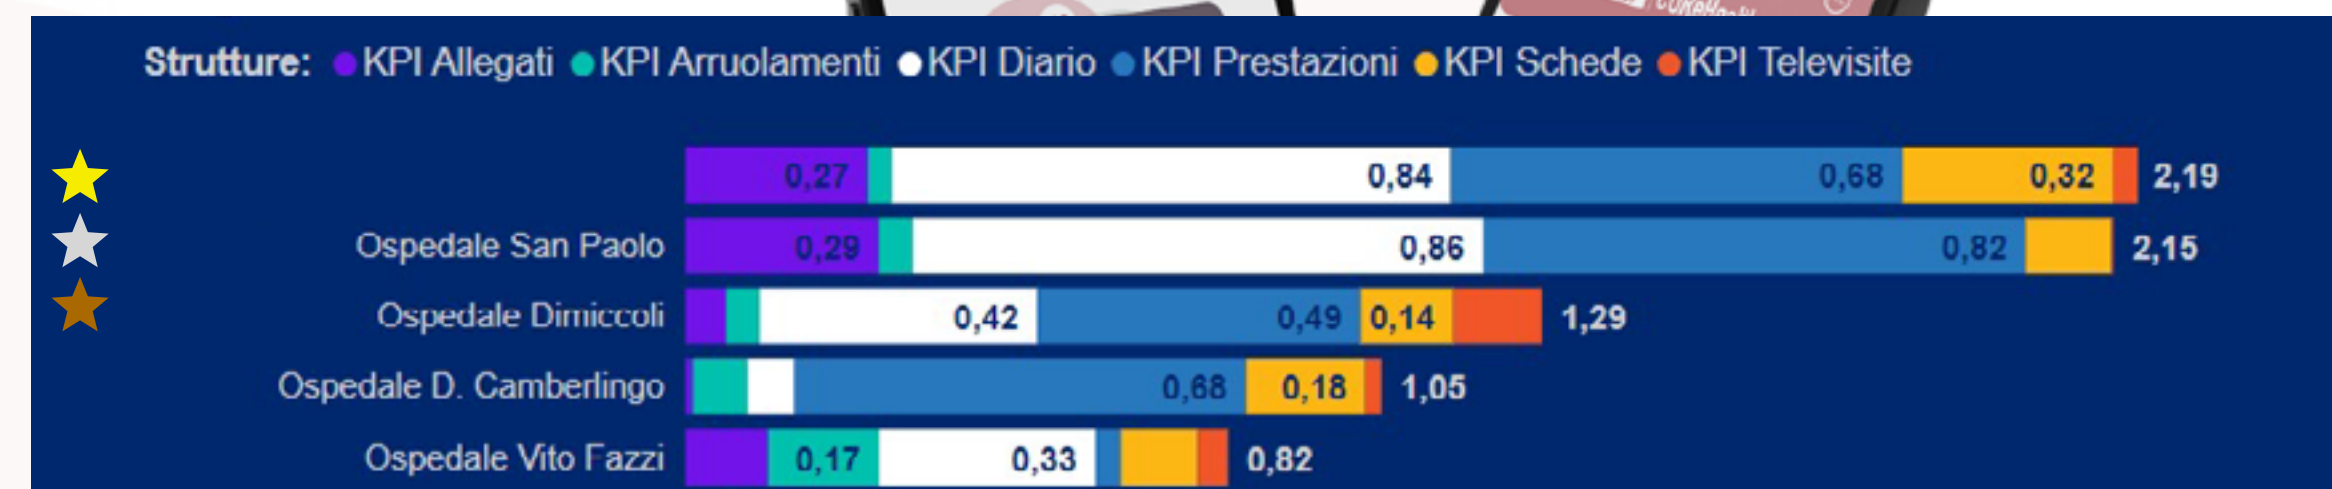 Strutture: KPI Allegati KPI Arruolamenti KPI Diario KPI Prestazioni KPI Schede KPI Televisite
0,27 0,84 0,68 0,32 2,19
Ospedale San Paolo 0,29 0,86 0,82 2,15
Ospedale Dimiccoli 0,42 0,49 0,14 1,29
Ospedale D. Camberlingo 0,68 0,18 1,05
Ospedale Vito Fazzi 0,17 0,33 0,82